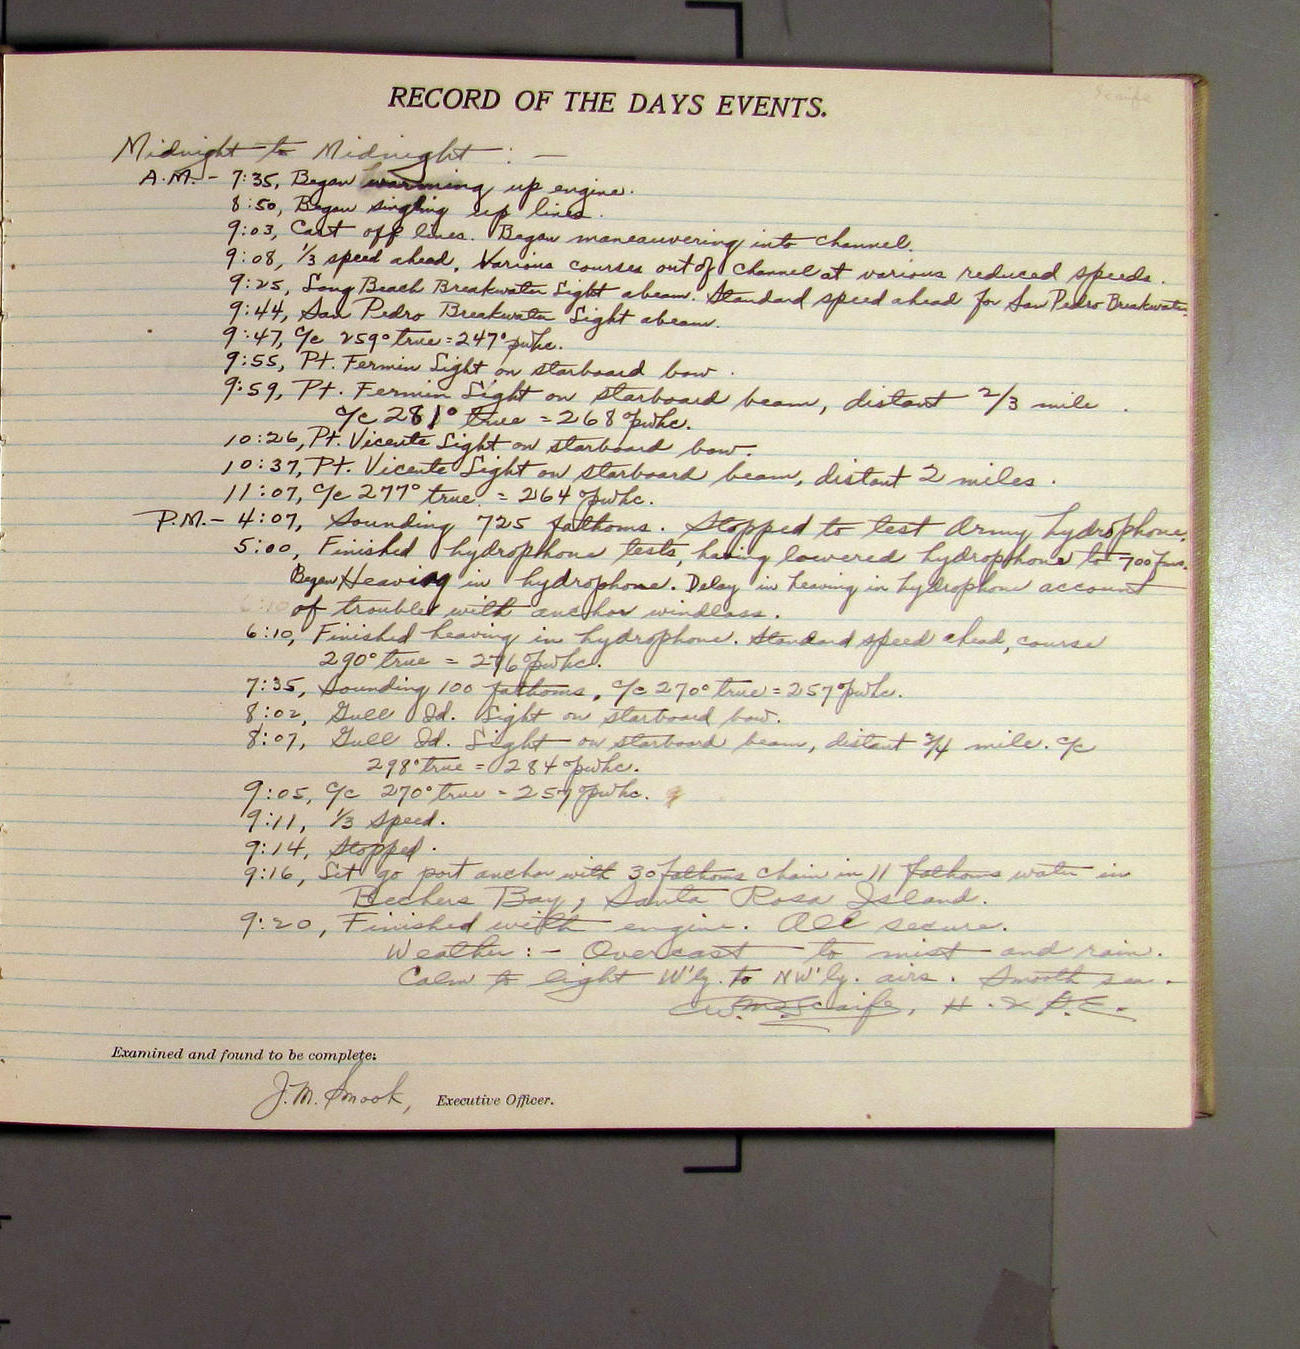 Scaife
RECORD OF THE DAYS EVENTS.
Midnight to Midnight : —
A.M. - 7:35, Began warming up engine.
8:50, Began singling up lines.
9:03, Cast off lines. Began maneauvering into channel.
9:08, 1/3 speed ahead. Various courses out of channel at various reduced speeds.
9:25, Long Beach Breakwater Light abeam. Standard speed ahead for San Pedro Breakwater.
9:44, San Pedro Breakwater Light abeam.
9:47, c/c 259° true = 247° pwhc.
9:55, Pt. Fermin Light on starboard bow.
9:59, Pt. Fermin Light on starboard beam, distant 2/3 mile.
c/c 281° true = 268° pwhc.
10:26, Pt. Vicente Light on starboard bow.
10:37, Pt. Vicente Light on starboard beam, distant 2 miles.
11:07, c/c 277° true = 264° pwhc.
P.M. - 4:07, Sounding 725 fathoms. Stopped to test Army hydrophone.
5:00, Finished hydrophone tests, having lowered hydrophone to 700 fms.
Began Heaving in hydrophone. Delay in heaving in hydrophone account
of trouble with anchor windlass.
6:10, Finished heaving in hydrophone. Standard speed ahead, course
290° true = 276° pwhc.
7:35, Sounding 100 fathoms, c/c 270° true = 257° pwhc.
8:02, Gull Id. Light on starboard bow.
8:07, Gull Id. Light on starboard beam, distant 3/4 mile. c/c
298° true = 284° pwhc.
9:05, c/c 270° true = 257° pwhc.
9:11, 1/3 speed.
9:14, Stopped.
9:16, Let go port anchor with 30 fathoms chain in 11 fathoms water in
Bechers Bay, Santa Rosa Island.
9:20, Finished with engine. All secure.
Weather: - Overcast to mist and rain.
Calm to light W'ly. to NW'ly. airs. Smooth sea.
W.M. Scaife, H. & G.E.
Examined and found to be complete:
J.M. Smook, Executive Officer.